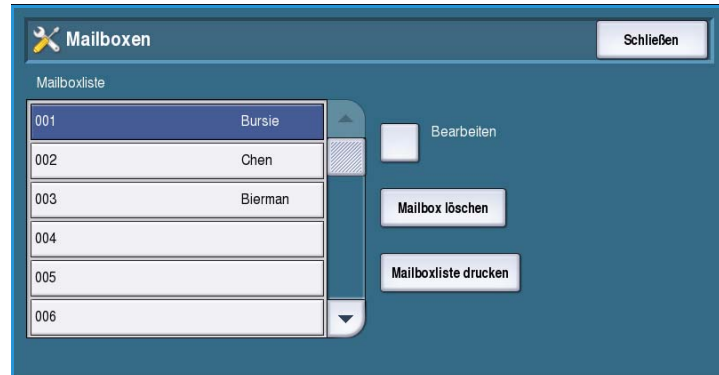 Mailboxen
Schließen
Mailboxliste
001 Bursie
002 Chen
003 Bierman
004
005
006
Bearbeiten
Mailbox löschen
Mailboxliste drucken